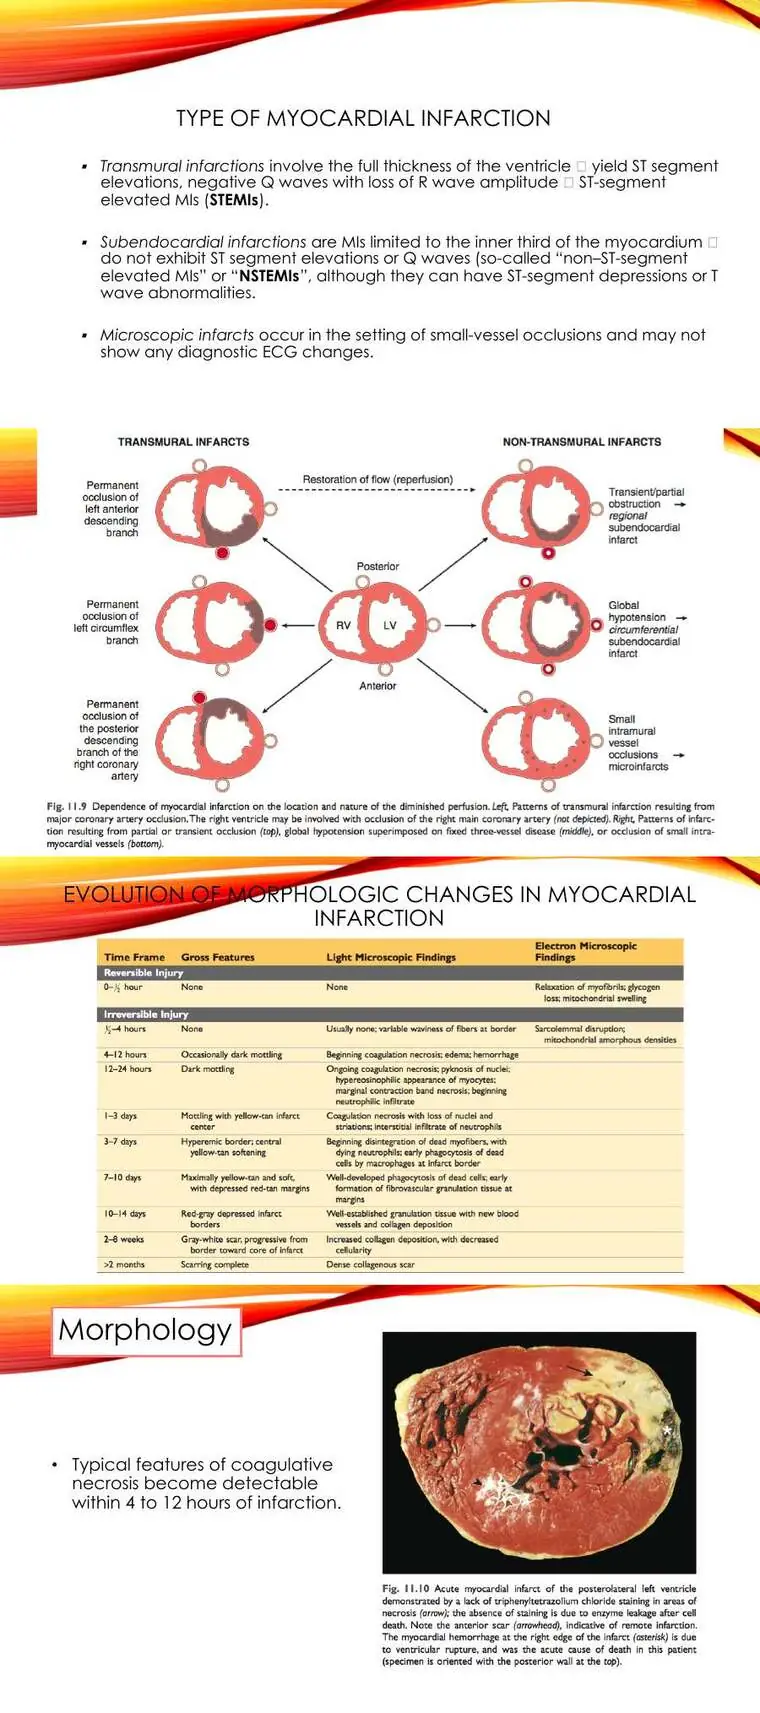 TYPE OF MYOCARDIAL INFARCTION
▪ Transmural infarctions involve the full thickness of the ventricle □ yield ST segment
elevations, negative Q waves with loss of R wave amplitude □ ST-segment
elevated MIs (STEMIs).
▪ Subendocardial infarctions are MIs limited to the inner third of the myocardium □
do not exhibit ST segment elevations or Q waves (so-called “non–ST-segment
elevated MIs” or “NSTEMIs”, although they can have ST-segment depressions or T
wave abnormalities.
▪ Microscopic infarcts occur in the setting of small-vessel occlusions and may not
show any diagnostic ECG changes.
TRANSMURAL INFARCTS
NON-TRANSMURAL INFARCTS
Permanent
occlusion of
left anterior
descending
branch
Restoration of flow (reperfusion)
Transient/partial
obstruction →
regional
subendocardial
infarct
Posterior
Permanent
occlusion of
left circumflex
branch
RV
LV
Global
hypotension →
circumferential
subendocardial
infarct
Anterior
Permanent
occlusion of
the posterior
descending
branch of the
right coronary
artery
Small
intramural
vessel
occlusions →
microinfarcts
Fig. 11.9 Dependence of myocardial infarction on the location and nature of the diminished perfusion. Left, Patterns of transmural infarction resulting from
major coronary artery occlusion. The right ventricle may be involved with occlusion of the right main coronary artery (not depicted). Right, Patterns of infarc-
tion resulting from partial or transient occlusion (top), global hypotension superimposed on fixed three-vessel disease (middle), or occlusion of small intra-
myocardial vessels (bottom).
EVOLUTION OF MORPHOLOGIC CHANGES IN MYOCARDIAL
INFARCTION
Time Frame Gross Features Light Microscopic Findings Electron Microscopic
Findings
Reversible Injury
0–½ hour None None Relaxation of myofibrils; glycogen
loss; mitochondrial swelling
Irreversible Injury
½–4 hours None Usually none; variable waviness of fibers at border Sarcolemmal disruption;
mitochondrial amorphous densities
4–12 hours Occasionally dark mottling Beginning coagulation necrosis; edema; hemorrhage
12–24 hours Dark mottling Ongoing coagulation necrosis; pyknosis of nuclei;
hypereosinophilic appearance of myocytes;
marginal contraction band necrosis; beginning
neutrophilic infiltrate
1–3 days Mottling with yellow-tan infarct Coagulation necrosis with loss of nuclei and
center striations; interstitial infiltrate of neutrophils
3–7 days Hyperemic border; central Beginning disintegration of dead myofibers, with
yellow-tan softening dying neutrophils; early phagocytosis of dead
cells by macrophages at infarct border
7–10 days Maximally yellow-tan and soft, Well-developed phagocytosis of dead cells; early
with depressed red-tan margins formation of fibrovascular granulation tissue at
margins
10–14 days Red-gray depressed infarct Well-established granulation tissue with new blood
borders vessels and collagen deposition
2–8 weeks Gray-white scar, progressive from Increased collagen deposition, with decreased
border toward core of infarct cellularity
>2 months Scarring complete Dense collagenous scar
Morphology
• Typical features of coagulative
necrosis become detectable
within 4 to 12 hours of infarction.
*
Fig. 11.10 Acute myocardial infarct of the posterolateral left ventricle
demonstrated by a lack of triphenyltetrazolium chloride staining in areas of
necrosis (arrow); the absence of staining is due to enzyme leakage after cell
death. Note the anterior scar (arrowhead), indicative of remote infarction.
The myocardial hemorrhage at the right edge of the infarct (asterisk) is due
to ventricular rupture, and was the acute cause of death in this patient
(specimen is oriented with the posterior wall at the top).